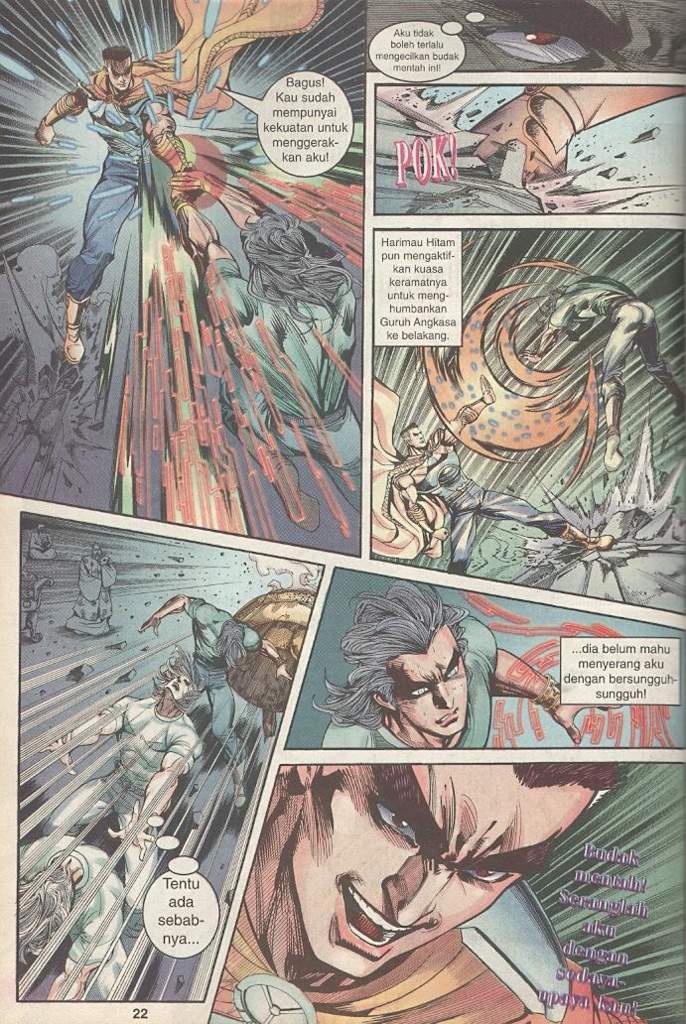 Bagus!
Kau sudah
mempunyai
kekuatan untuk
menggerak-
kan aku!
Aku tidak
boleh terlalu
mengecilkan budak
mentah ini!
POK!
Harimau Hitam
pun mengaktif-
kan kuasa
keramatnya
untuk meng-
humbankan
Guruh Angkasa
ke belakang.
Tentu
ada
sebab-
nya...
...dia belum mahu
menyerang aku
dengan bersungguh-
sungguh!
Budak
mentah!
Seranglah
aku
dengan
sedaya-
upaya kau!
22